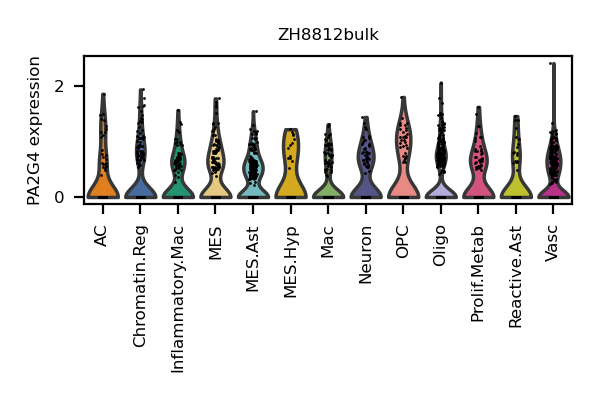 ZH8812bulk
PA2G4 expression
2
0
AC
Chromatin.Reg
Inflammatory.Mac
MES
MES.Ast
MES.Hyp
Mac
Neuron
OPC
Oligo
Prolif.Metab
Reactive.Ast
Vasc